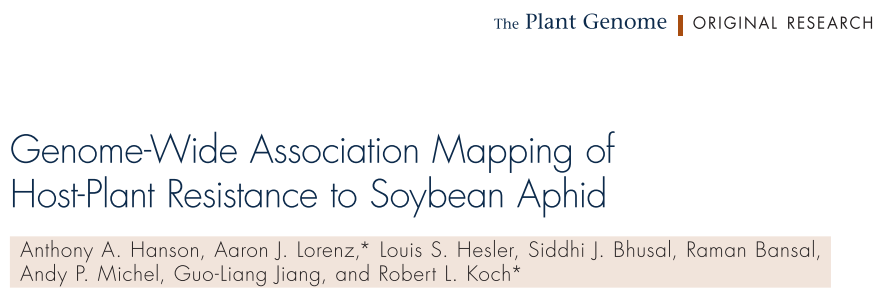 The Plant Genome ORIGINAL RESEARCH
Genome-Wide Association Mapping of
Host-Plant Resistance to Soybean Aphid
Anthony A. Hanson, Aaron J. Lorenz,* Louis S. Hesler, Siddhi J. Bhusal, Raman Bansal,
Andy P. Michel, Guo-Liang Jiang, and Robert L. Koch*